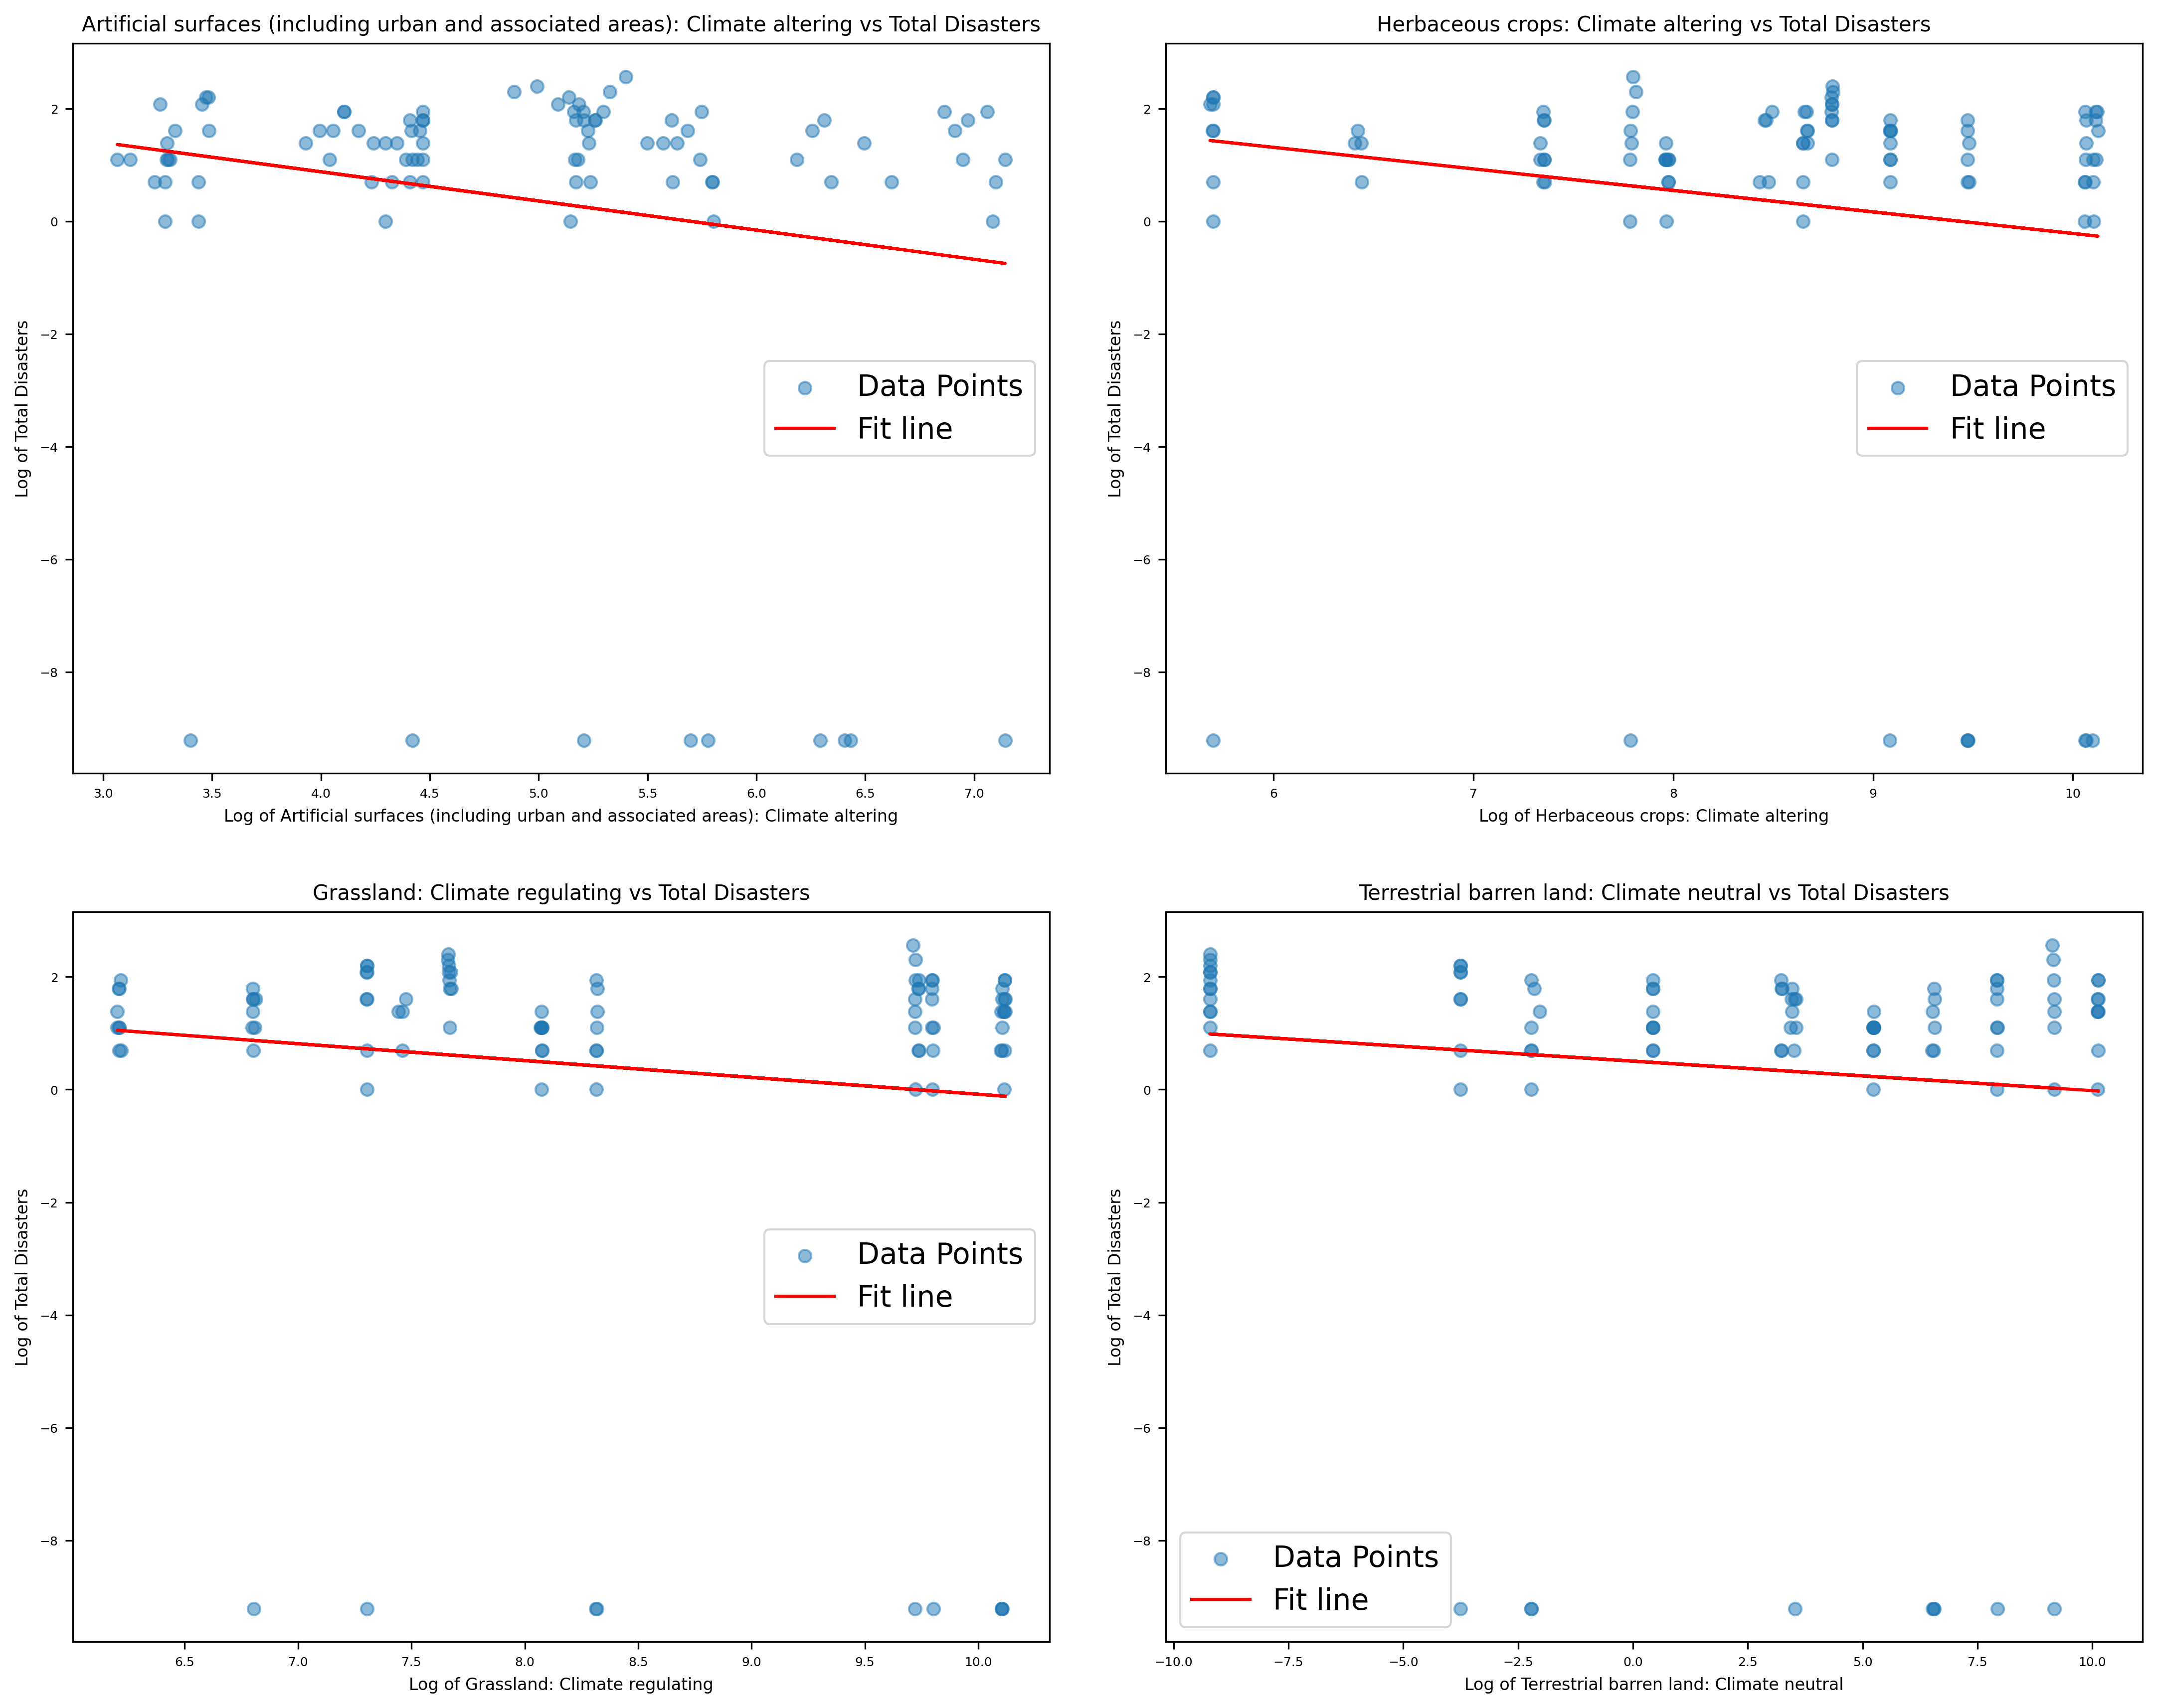 Artificial surfaces (including urban and associated areas): Climate altering vs Total Disasters
Log of Total Disasters
2
0
−2
−4
−6
−8
Data Points
Fit line
3.0 3.5 4.0 4.5 5.0 5.5 6.0 6.5 7.0
Log of Artificial surfaces (including urban and associated areas): Climate altering
Herbaceous crops: Climate altering vs Total Disasters
Log of Total Disasters
2
0
−2
−4
−6
−8
Data Points
Fit line
6 7 8 9 10
Log of Herbaceous crops: Climate altering
Grassland: Climate regulating vs Total Disasters
Log of Total Disasters
2
0
−2
−4
−6
−8
Data Points
Fit line
6.5 7.0 7.5 8.0 8.5 9.0 9.5 10.0
Log of Grassland: Climate regulating
Terrestrial barren land: Climate neutral vs Total Disasters
Log of Total Disasters
2
0
−2
−4
−6
−8
Data Points
Fit line
−10.0 −7.5 −5.0 −2.5 0.0 2.5 5.0 7.5 10.0
Log of Terrestrial barren land: Climate neutral